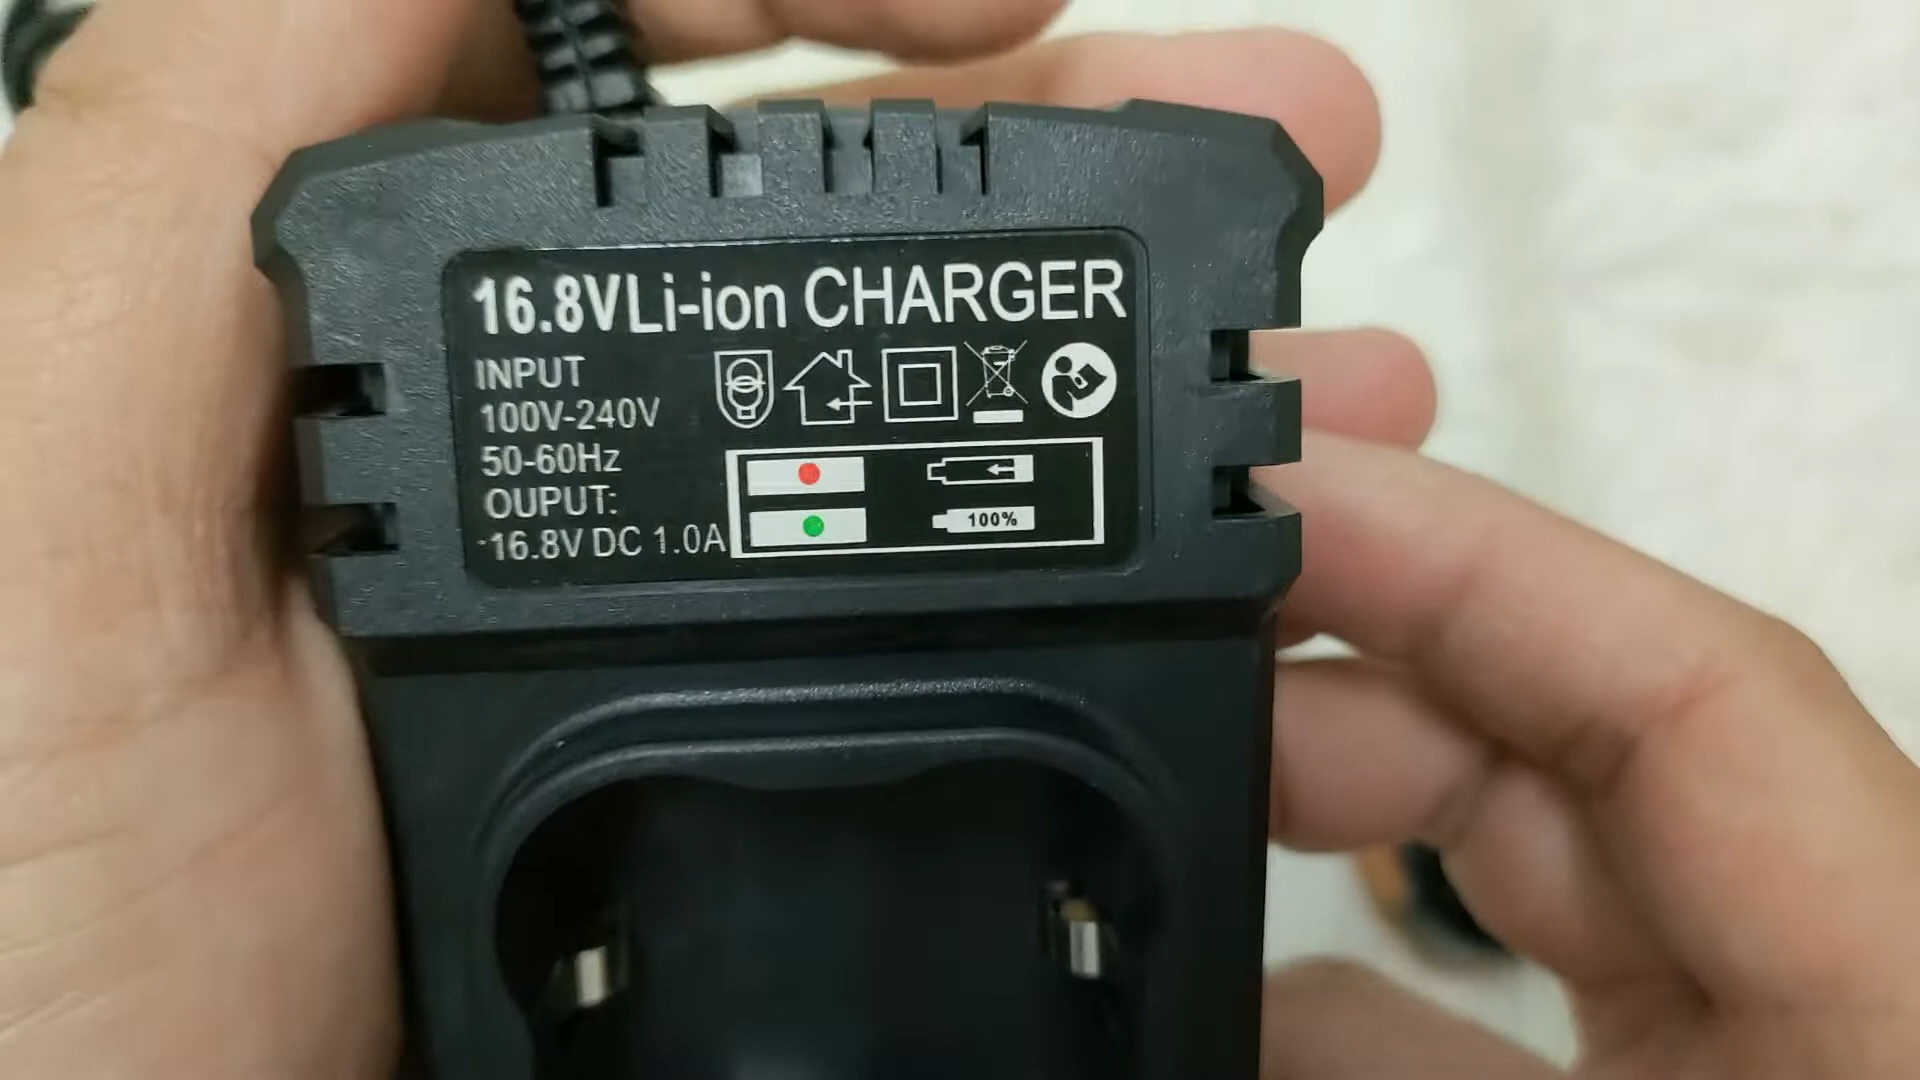 16.8VLi-ion CHARGER
INPUT
100V-240V
50-60Hz
OUPUT:
16.8V DC 1.0A
100%